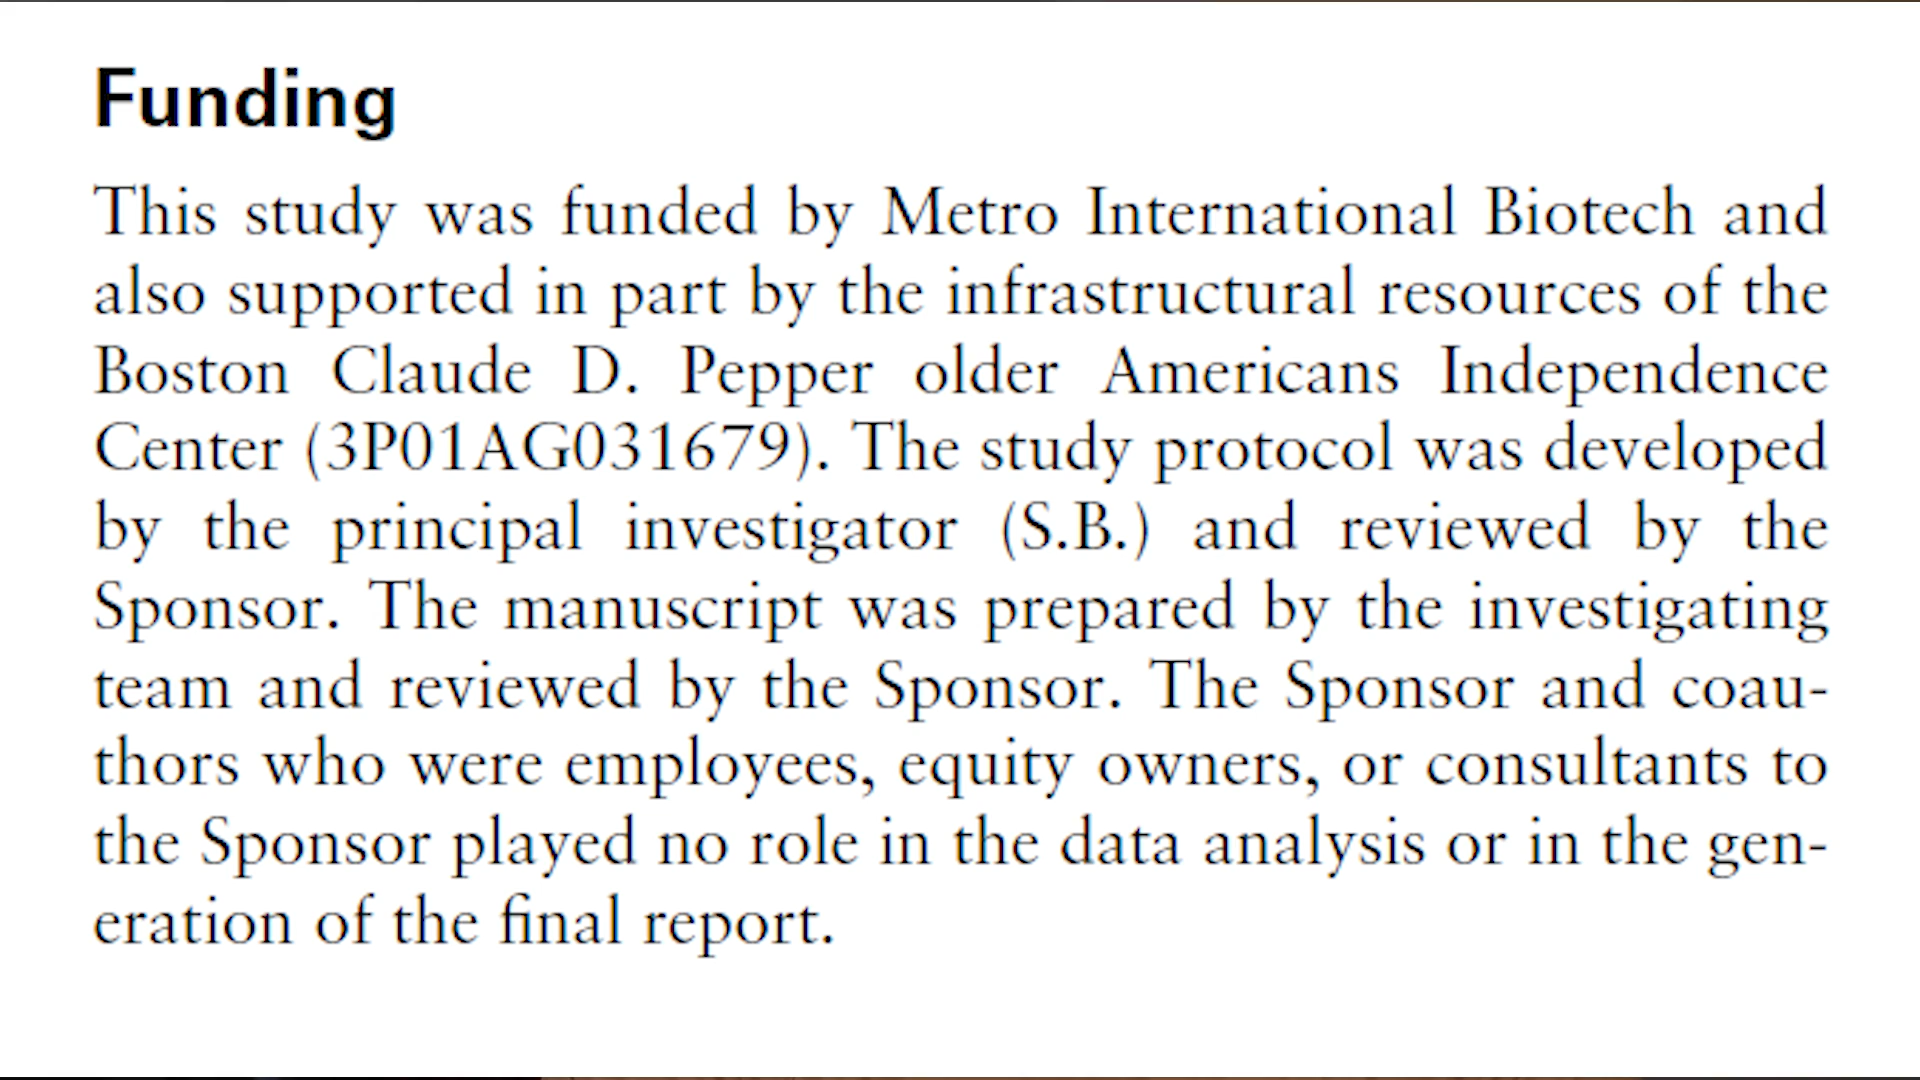 Funding
This study was funded by Metro International Biotech and
also supported in part by the infrastructural resources of the
Boston Claude D. Pepper older Americans Independence
Center (3P01AG031679). The study protocol was developed
by the principal investigator (S.B.) and reviewed by the
Sponsor. The manuscript was prepared by the investigating
team and reviewed by the Sponsor. The Sponsor and coau-
thors who were employees, equity owners, or consultants to
the Sponsor played no role in the data analysis or in the gen-
eration of the final report.